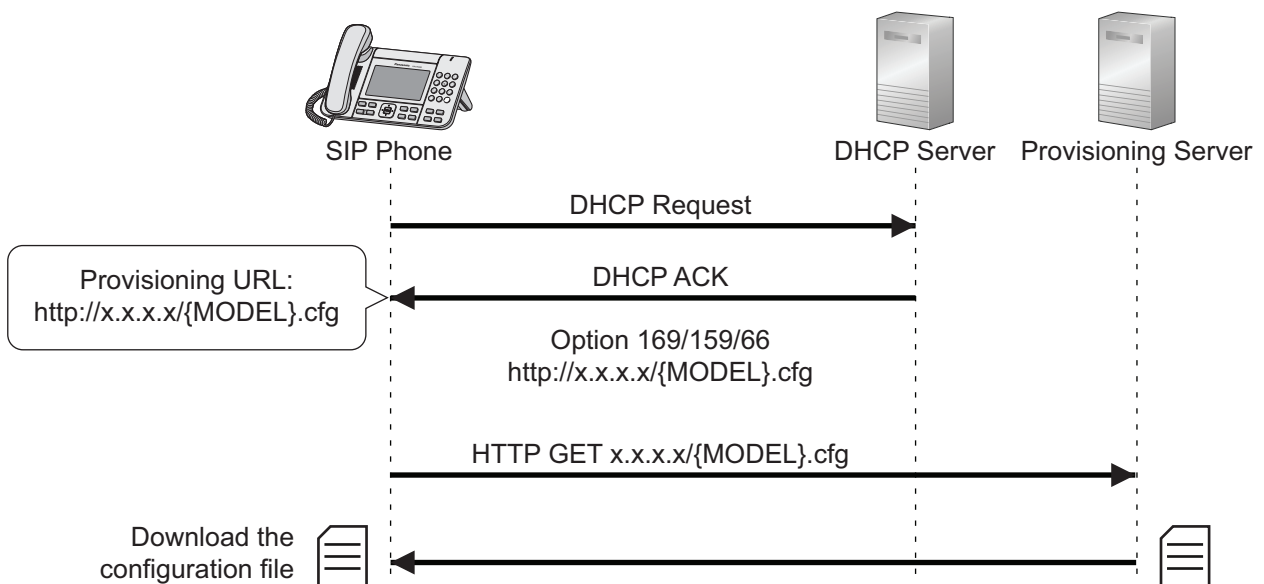 SIP Phone
DHCP Server
Provisioning Server
DHCP Request
Provisioning URL:
http://x.x.x.x/{MODEL}.cfg
DHCP ACK
Option 169/159/66
http://x.x.x.x/{MODEL}.cfg
HTTP GET x.x.x.x/{MODEL}.cfg
Download the
configuration file